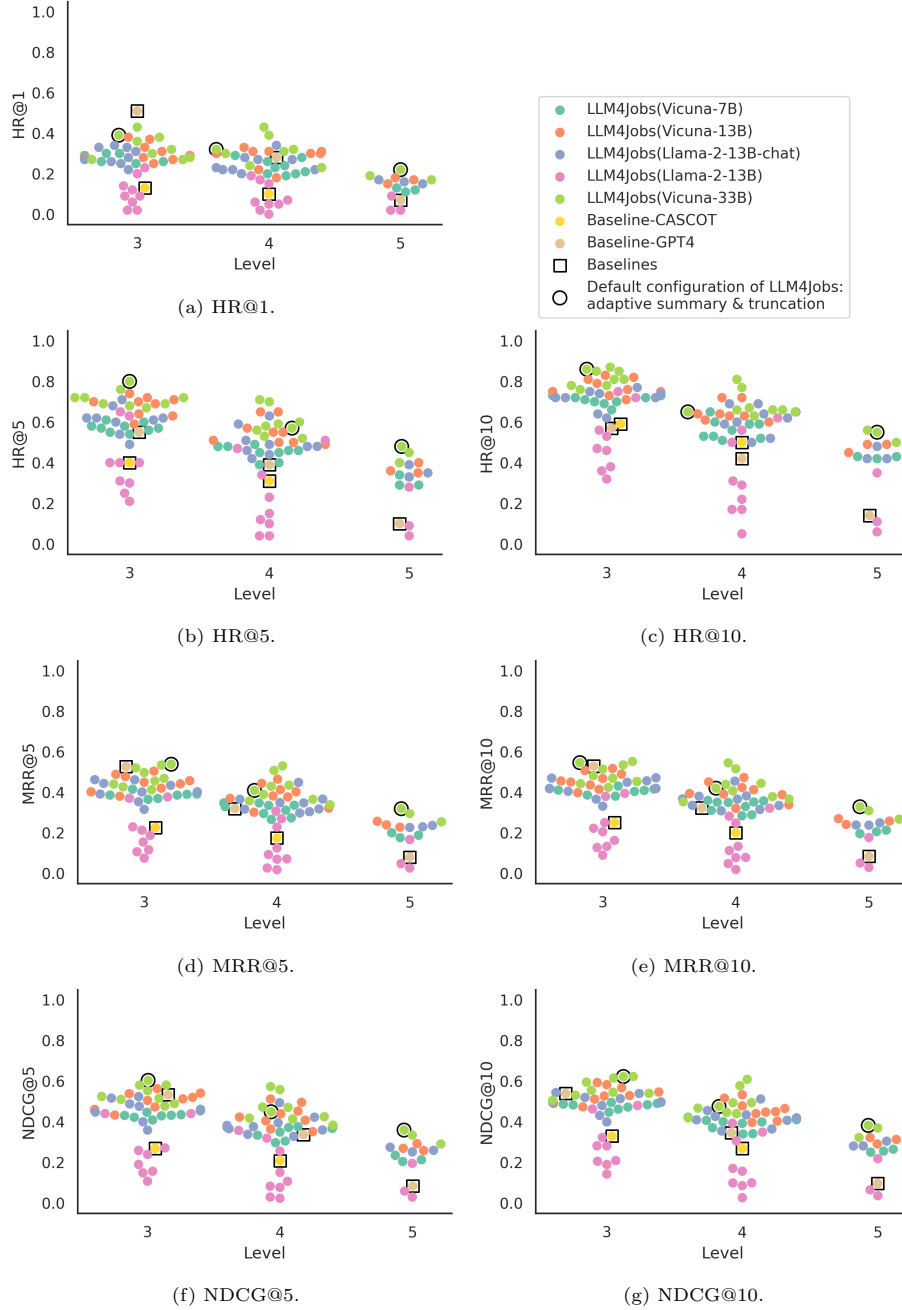 1.0
0.8
0.6
0.4
0.2
0.0
HR@1
3
4
5
Level
(a) HR@1.
LLM4Jobs(Vicuna-7B)
LLM4Jobs(Vicuna-13B)
LLM4Jobs(Llama-2-13B-chat)
LLM4Jobs(Llama-2-13B)
LLM4Jobs(Vicuna-33B)
Baseline-CASCOT
Baseline-GPT4
Baselines
Default configuration of LLM4Jobs:
adaptive summary & truncation
1.0
0.8
0.6
0.4
0.2
0.0
HR@5
3
4
5
Level
(b) HR@5.
1.0
0.8
0.6
0.4
0.2
0.0
HR@10
3
4
5
Level
(c) HR@10.
1.0
0.8
0.6
0.4
0.2
0.0
MRR@5
3
4
5
Level
(d) MRR@5.
1.0
0.8
0.6
0.4
0.2
0.0
MRR@10
3
4
5
Level
(e) MRR@10.
1.0
0.8
0.6
0.4
0.2
0.0
NDCG@5
3
4
5
Level
(f) NDCG@5.
1.0
0.8
0.6
0.4
0.2
0.0
NDCG@10
3
4
5
Level
(g) NDCG@10.